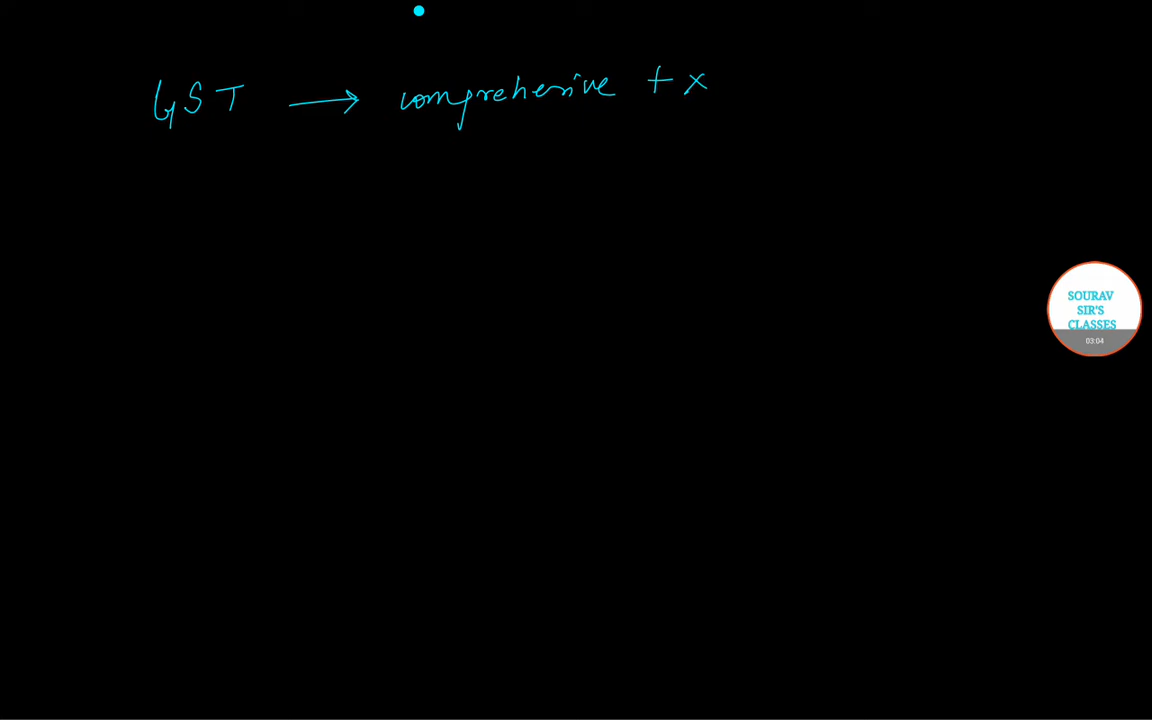 GST → comprehensive tx
SOURAV
SIR'S
CLASSES
03:04